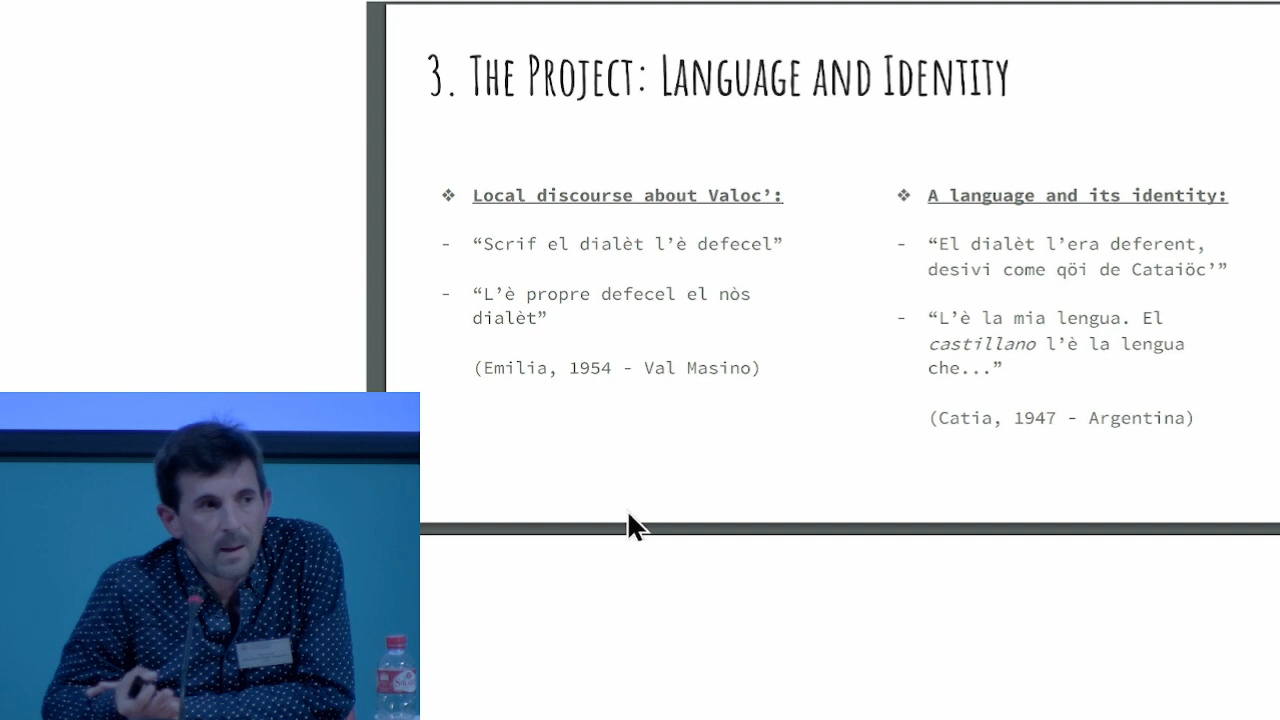 3. The Project: Language and Identity
❖ Local discourse about Valoc’:
- “Scrif el dialèt l’è defecel”
- “L’è propre defecel el nòs
dialèt”
(Emilia, 1954 - Val Masino)
❖ A language and its identity:
- “El dialèt l’era deferent,
desivi come qöi de Cataiöc’”
- “L’è la mia lengua. El
castillano l’è la lengua
che...”
(Catia, 1947 - Argentina)